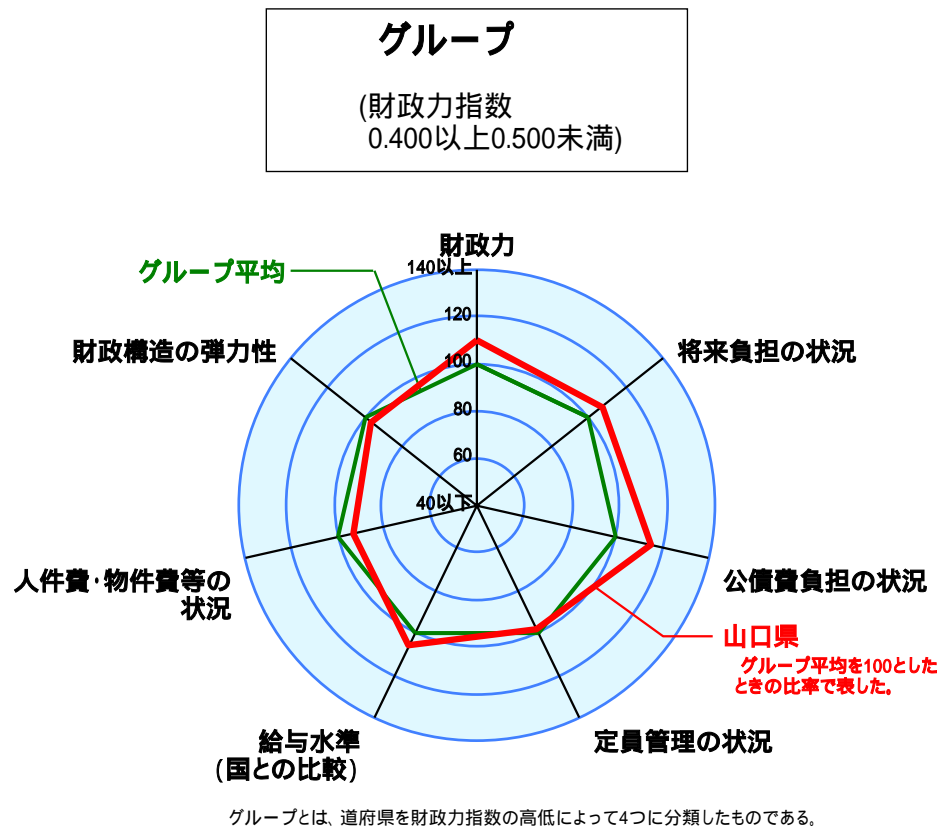 グループ
(財政力指数
0.400以上0.500未満)
財政力
140以上
グループ平均
120
財政構造の弾力性
将来負担の状況
100
80
60
40以下
人件費・物件費等の
状況
公債費負担の状況
山口県
グループ平均を100とした
ときの比率で表した。
給与水準
(国との比較)
定員管理の状況
グループとは、道府県を財政力指数の高低によって4つに分類したものである。